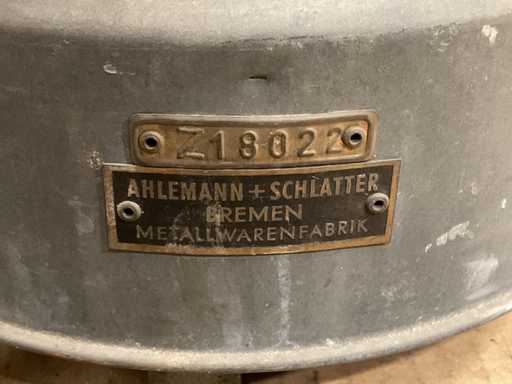 Z18022
AHLEMANN + SCHLATTER
BREMEN
METALLWARENFABRIK